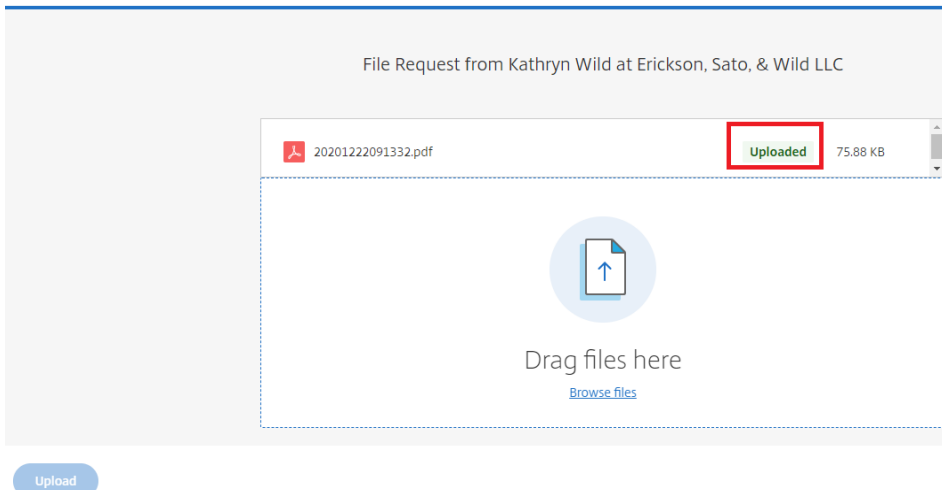 File Request from Kathryn Wild at Erickson, Sato, & Wild LLC
20201222091332.pdf Uploaded 75.88 KB
Drag files here
Browse files
Upload